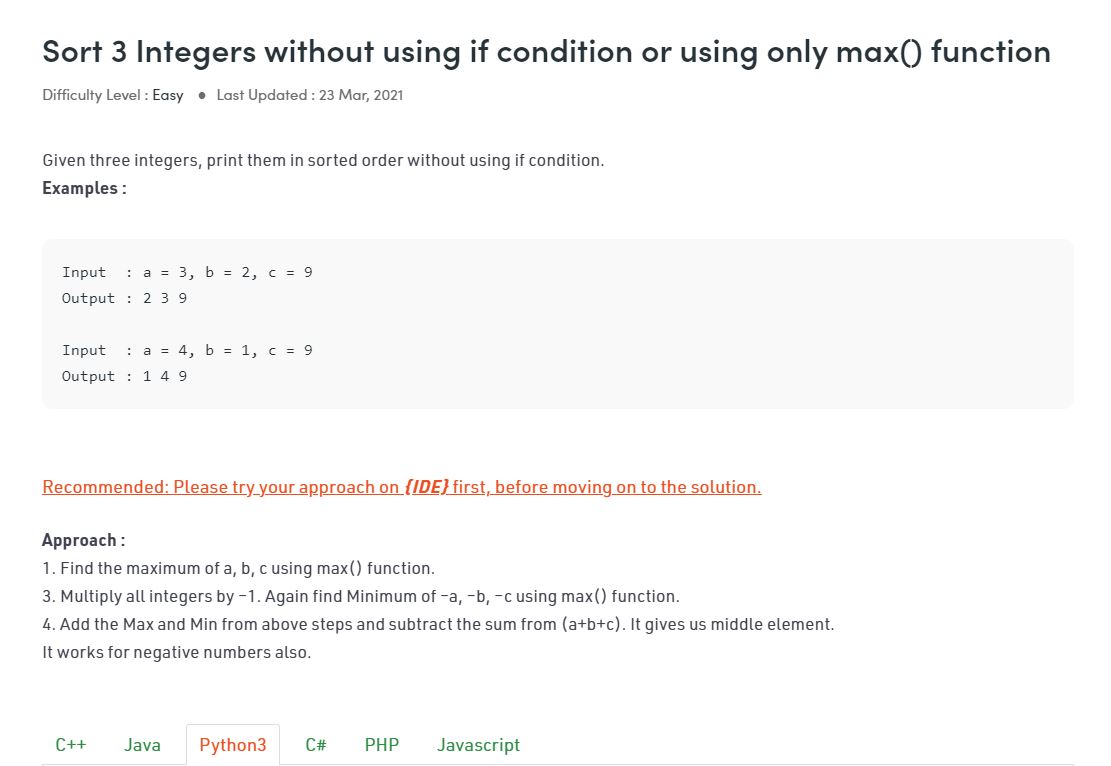 Sort 3 Integers without using if condition or using only max() function
Difficulty Level : Easy ● Last Updated : 23 Mar, 2021
Given three integers, print them in sorted order without using if condition.
Examples :
Input  : a = 3, b = 2, c = 9
Output : 2 3 9
Input  : a = 4, b = 1, c = 9
Output : 1 4 9
Recommended: Please try your approach on {IDE} first, before moving on to the solution.
Approach :
1. Find the maximum of a, b, c using max() function.
3. Multiply all integers by –1. Again find Minimum of –a, –b, –c using max() function.
4. Add the Max and Min from above steps and subtract the sum from (a+b+c). It gives us middle element.
It works for negative numbers also.
C++ Java Python3 C# PHP Javascript